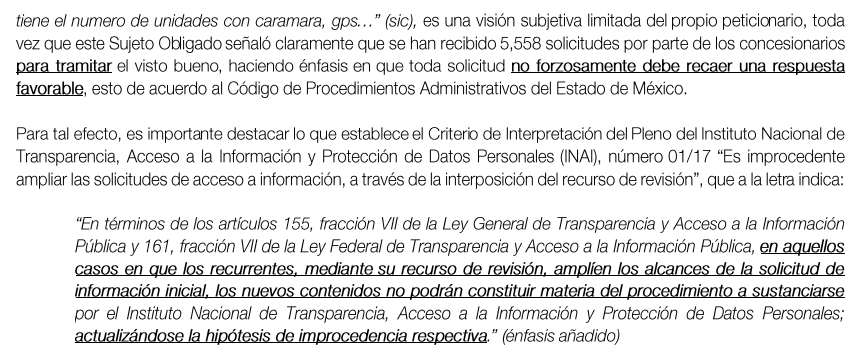 tiene el numero de unidades con caramara, gps…” (sic), es una visión subjetiva limitada del propio peticionario, toda
vez que este Sujeto Obligado señaló claramente que se han recibido 5,558 solicitudes por parte de los concesionarios
para tramitar el visto bueno, haciendo énfasis en que toda solicitud no forzosamente debe recaer una respuesta
favorable, esto de acuerdo al Código de Procedimientos Administrativos del Estado de México.
Para tal efecto, es importante destacar lo que establece el Criterio de Interpretación del Pleno del Instituto Nacional de
Transparencia, Acceso a la Información y Protección de Datos Personales (INAI), número 01/17 “Es improcedente
ampliar las solicitudes de acceso a información, a través de la interposición del recurso de revisión”, que a la letra indica:
“En términos de los artículos 155, fracción VII de la Ley General de Transparencia y Acceso a la Información
Pública y 161, fracción VII de la Ley Federal de Transparencia y Acceso a la Información Pública, en aquellos
casos en que los recurrentes, mediante su recurso de revisión, amplíen los alcances de la solicitud de
información inicial, los nuevos contenidos no podrán constituir materia del procedimiento a sustanciarse
por el Instituto Nacional de Transparencia, Acceso a la Información y Protección de Datos Personales;
actualizándose la hipótesis de improcedencia respectiva.” (énfasis añadido)